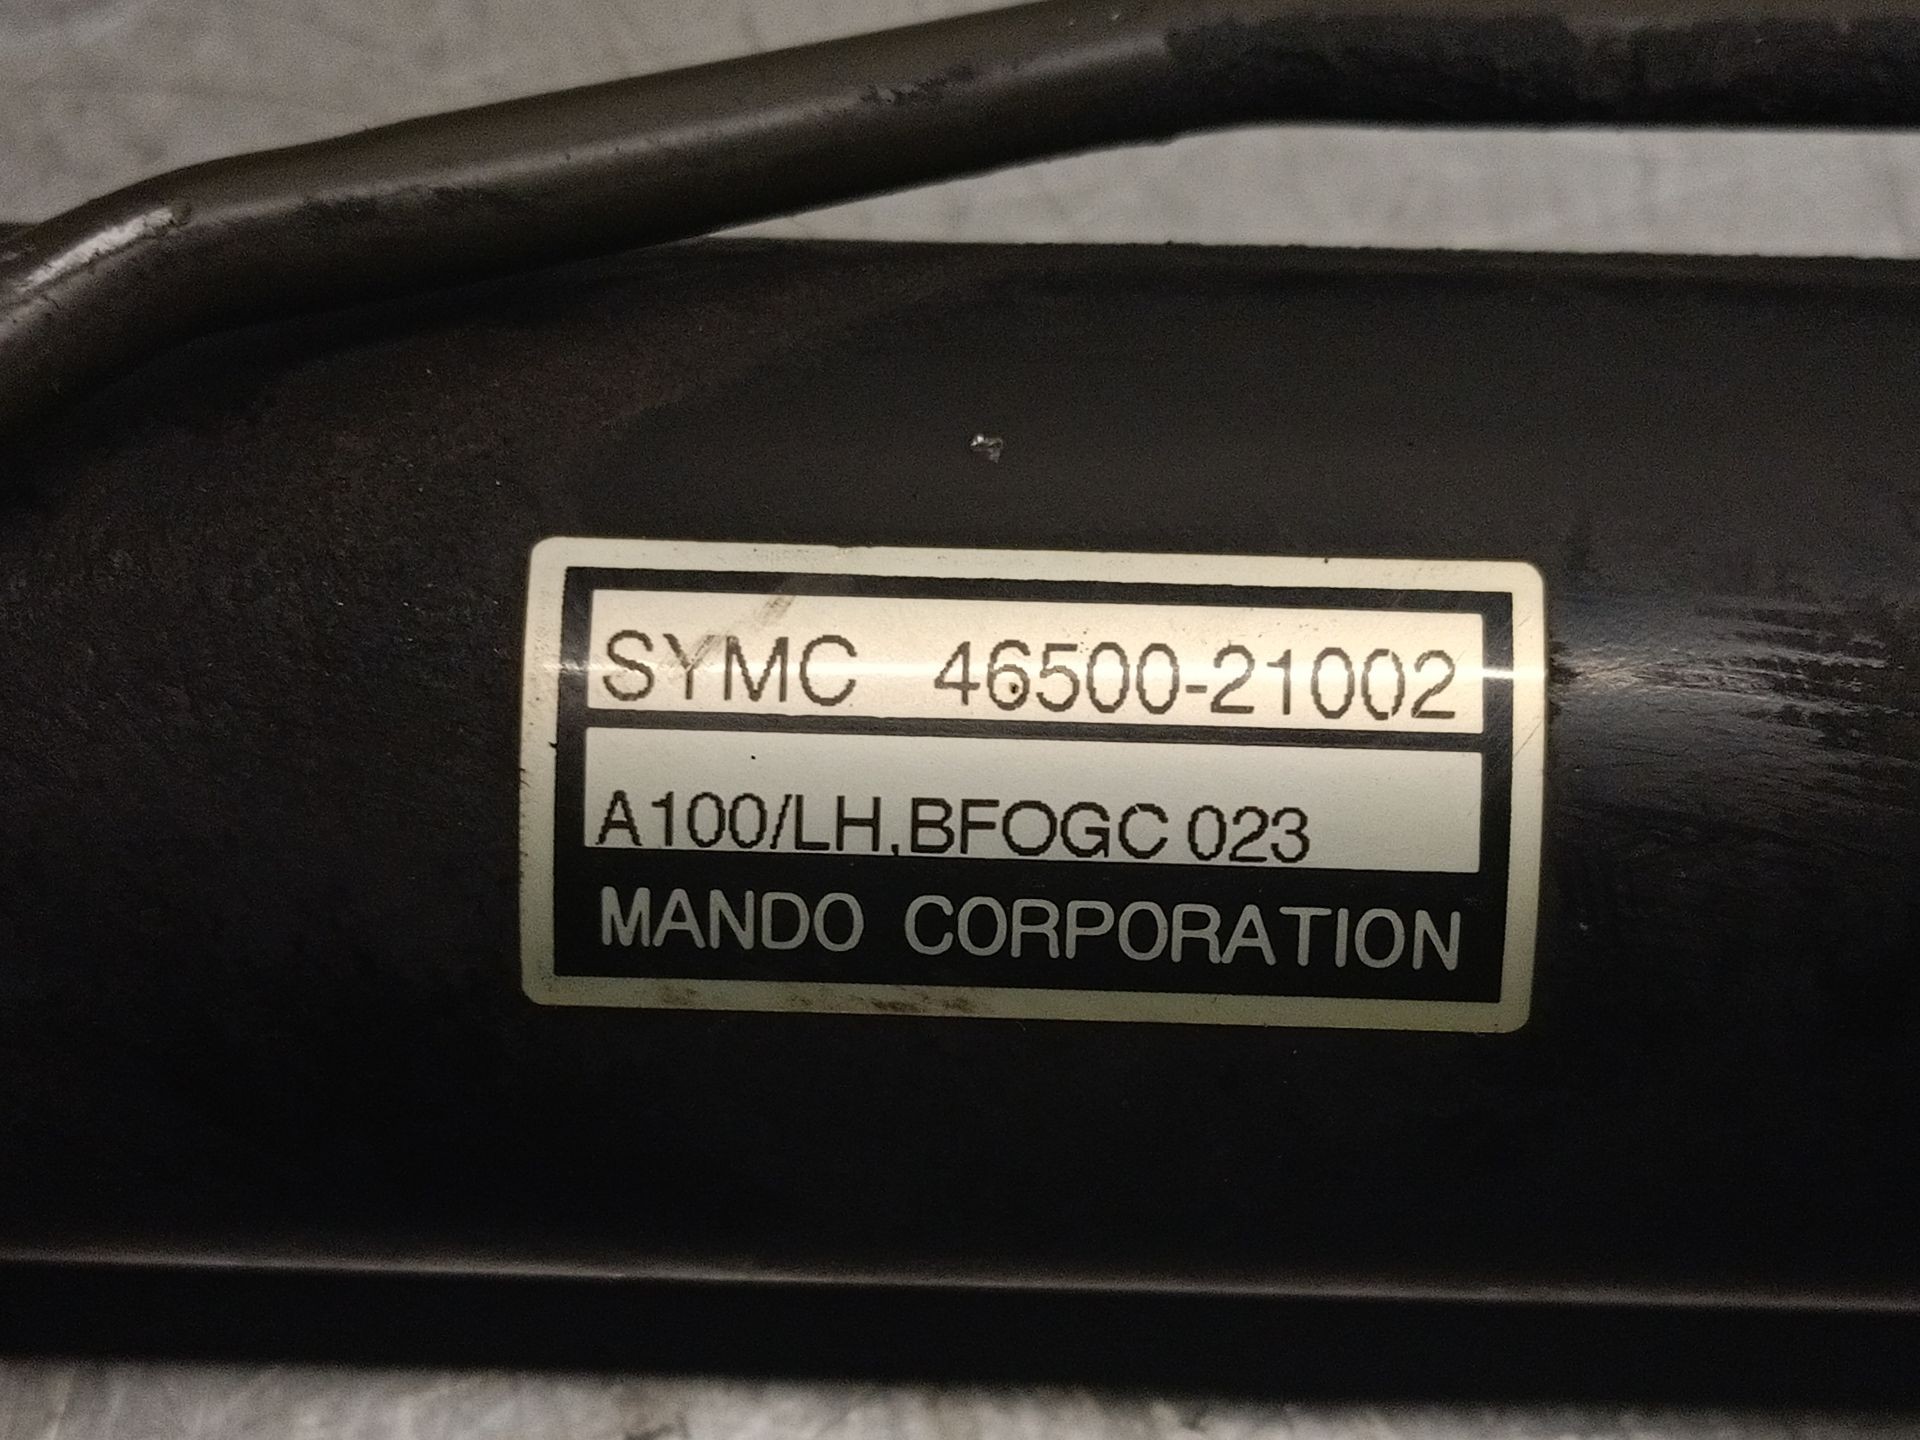 SYMC 46500-21002
A100/LH,BFOGC 023
MANDO CORPORATION